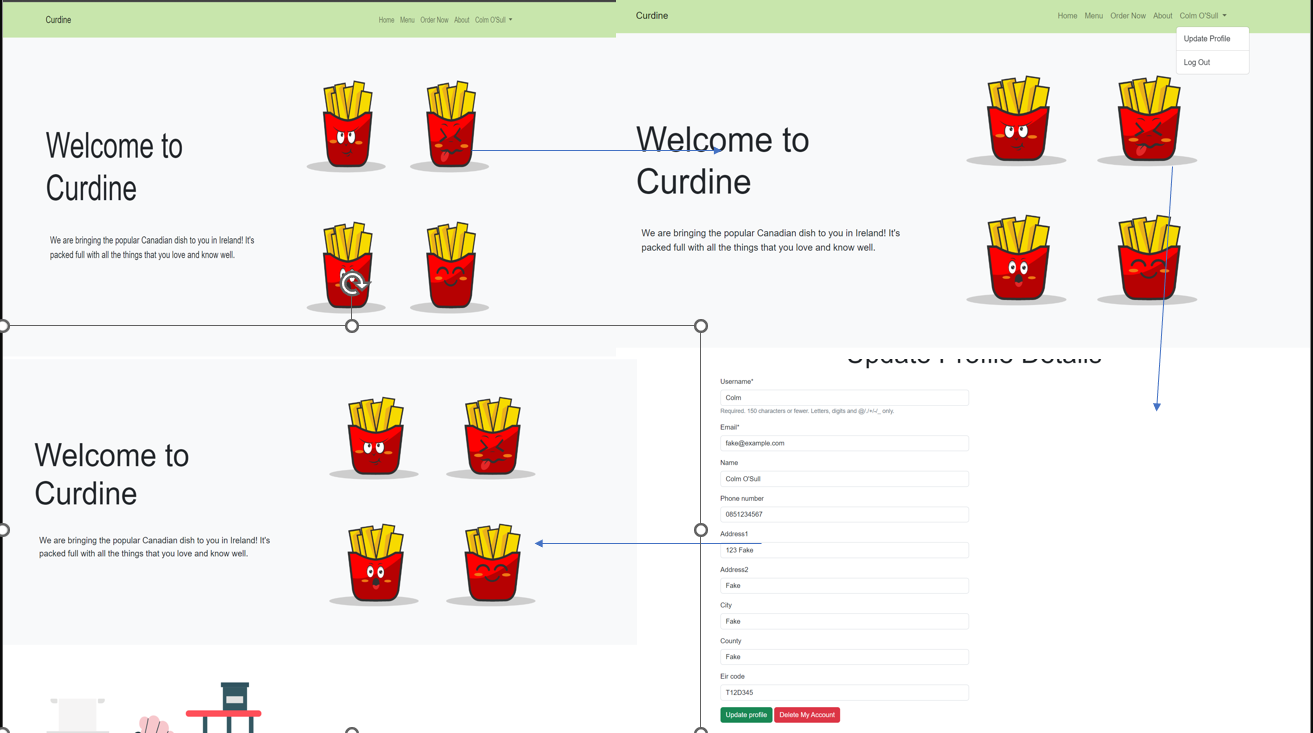 Curdine
Home Menu Order Now About Colm O'Sull
Welcome to
Curdine
We are bringing the popular Canadian dish to you in Ireland! It's
packed full with all the things that you love and know well.
Curdine
Home Menu Order Now About Colm O'Sull
Update Profile
Log Out
Welcome to
Curdine
We are bringing the popular Canadian dish to you in Ireland! It's
packed full with all the things that you love and know well.
Welcome to
Curdine
We are bringing the popular Canadian dish to you in Ireland! It's
packed full with all the things that you love and know well.
Update Profile Details
Username*
Colm
Required. 150 characters or fewer. Letters, digits and @/./+/-/_ only.
Email*
fake@example.com
Name
Colm O'Sull
Phone number
0851234567
Address1
123 Fake
Address2
Fake
City
Fake
County
Fake
Eir code
T12D345
Update profile Delete My Account